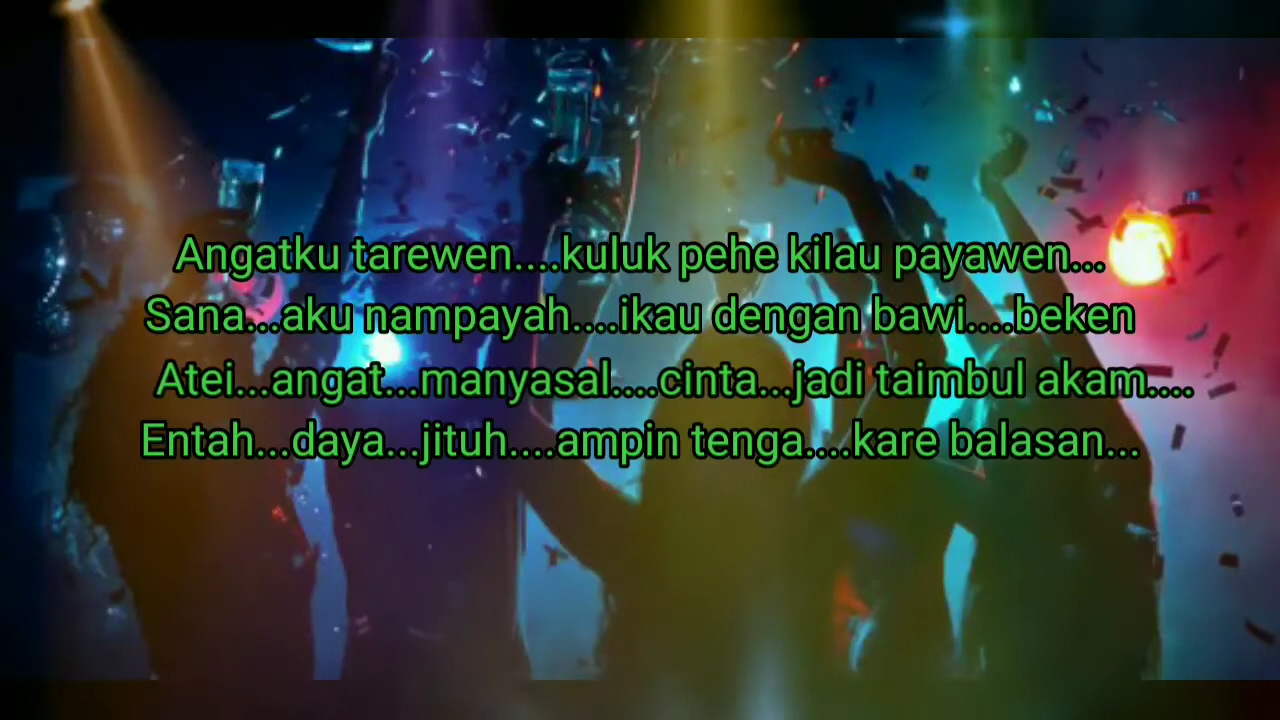 Angatku tarewen....kuluk pehe kilau payawen...
Sana...aku nampayah....ikau dengan bawi....beken
Atei...angat...manyasal....cinta...jadi taimbul akam....
Entah...daya...jituh....ampin tenga....kare balasan...